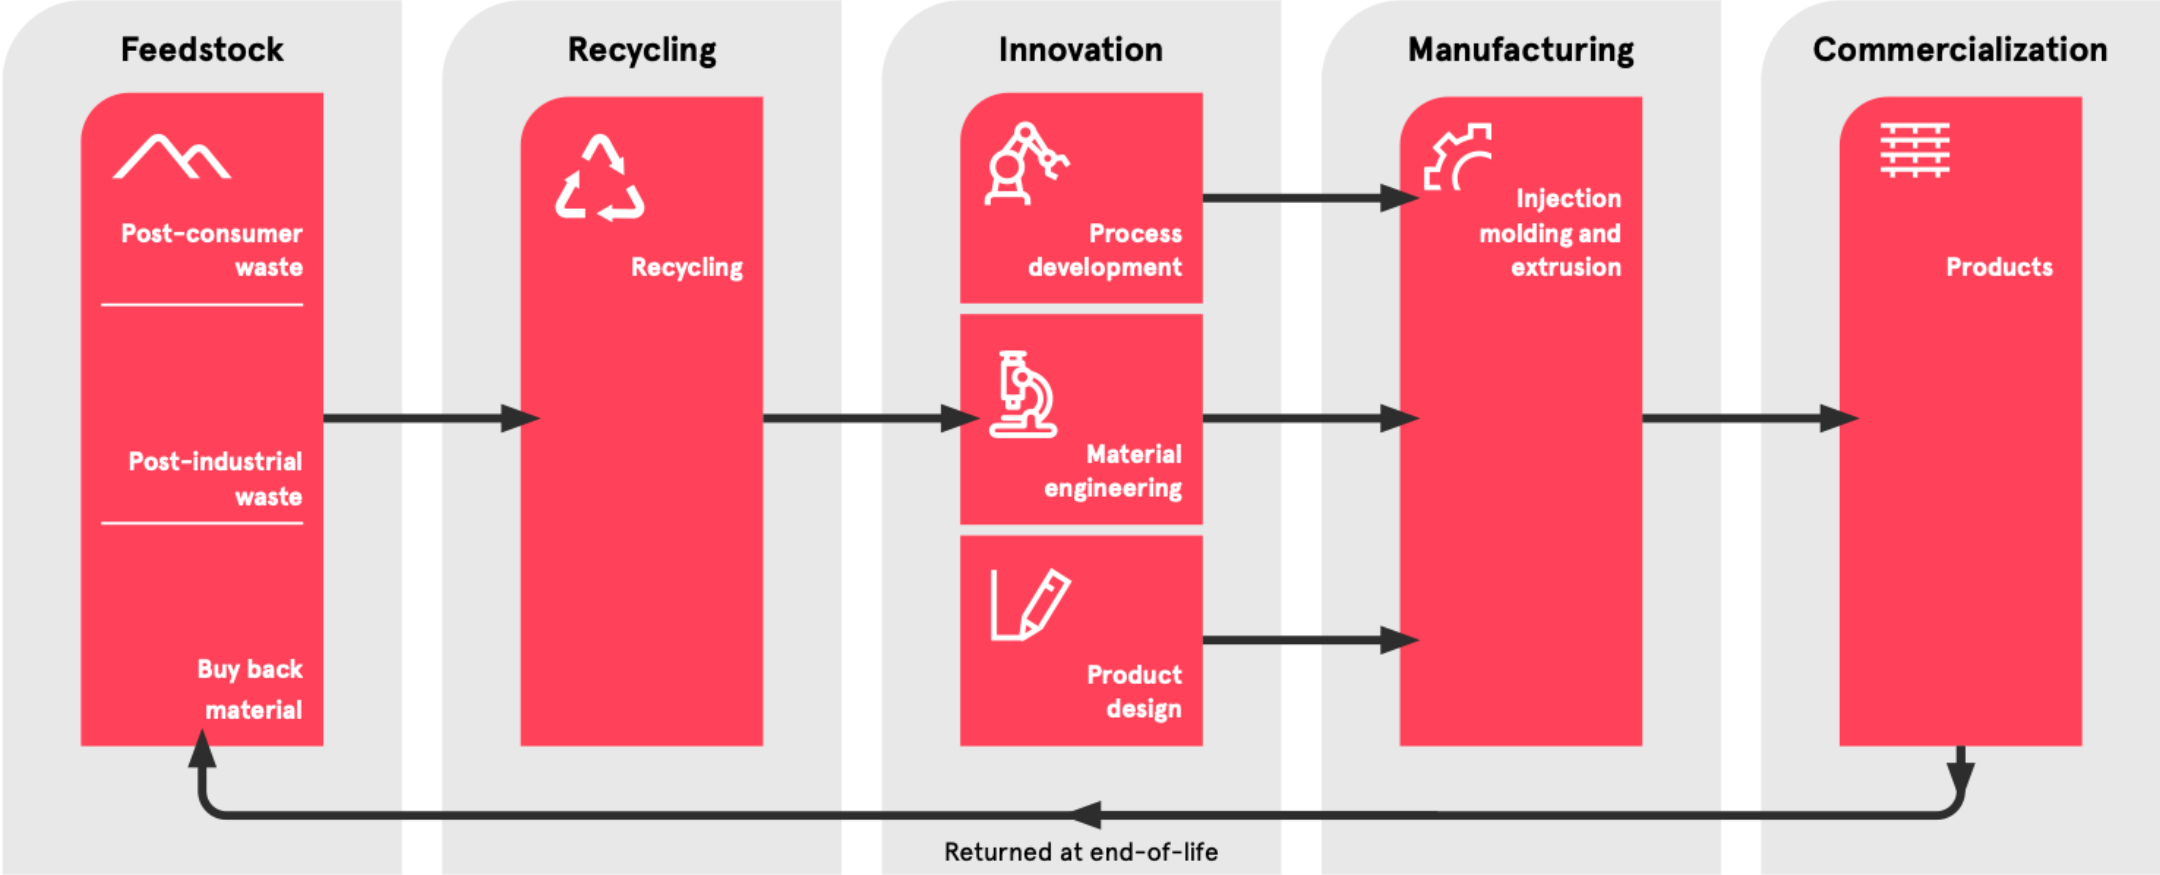 Feedstock
Post-consumer
waste
Post-industrial
waste
Buy back
material
Recycling
Recycling
Innovation
Process
development
Material
engineering
Product
design
Manufacturing
Injection
molding and
extrusion
Commercialization
Products
Returned at end-of-life